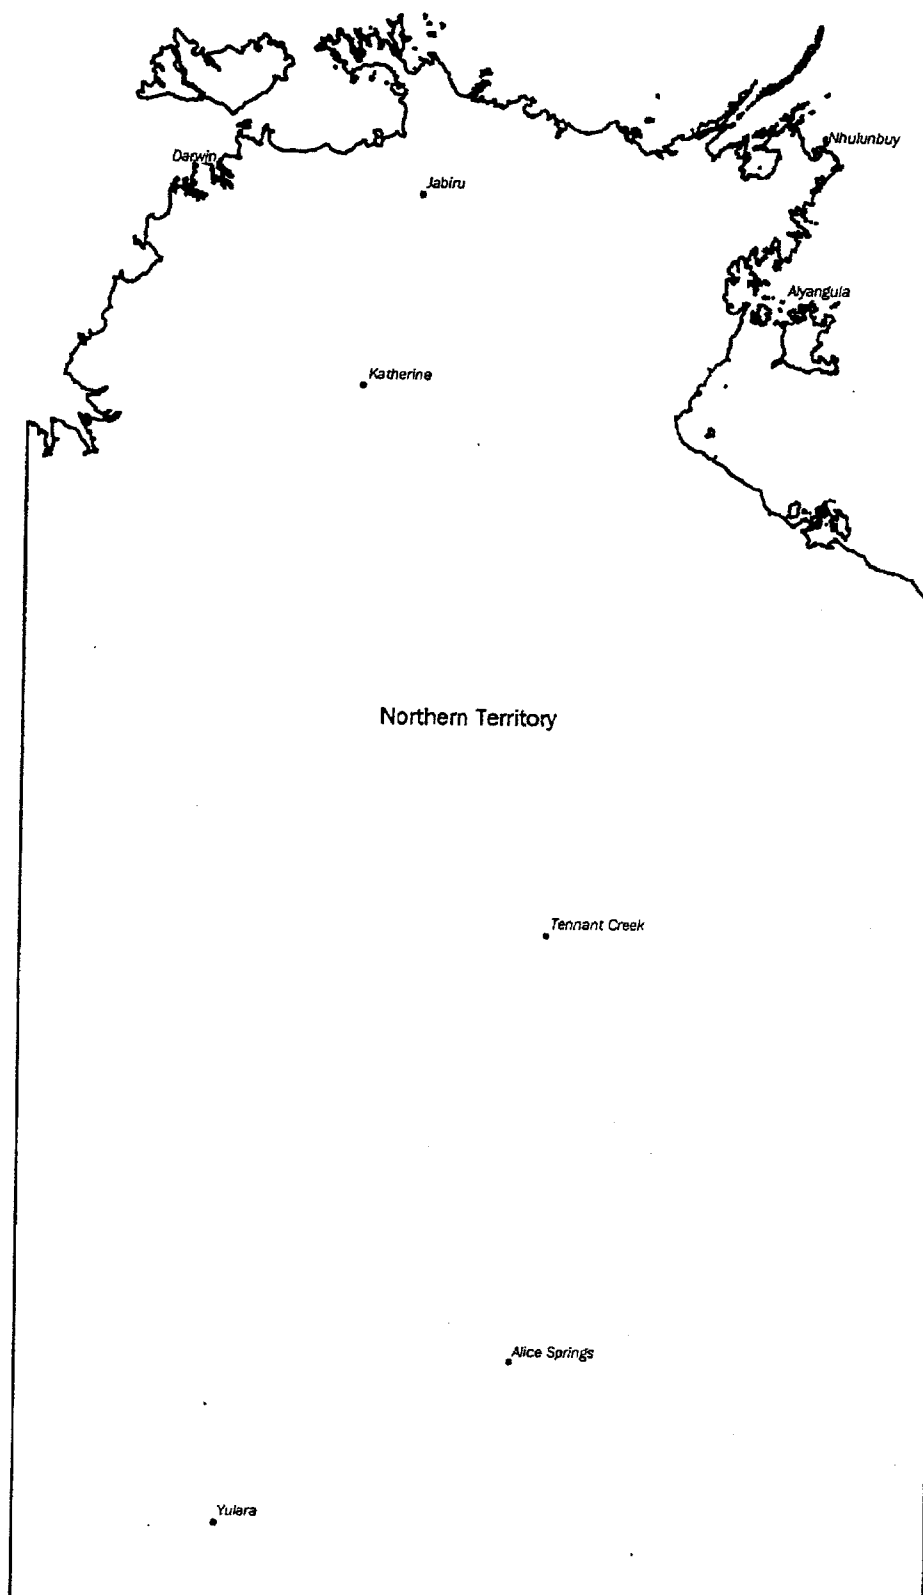 Nhulunbuy
Darwin
Jabiru
Alyangula
Katherine
Northern Territory
Tennant Creek
Alice Springs
Yulara